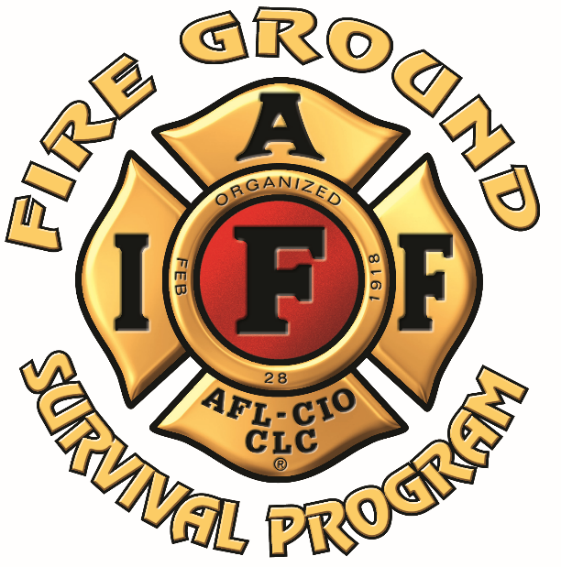 FIRE GROUND
A
ORGANIZED
I F F
FEB 28 1918
AFL-CIO
CLC
®
SURVIVAL PROGRAM